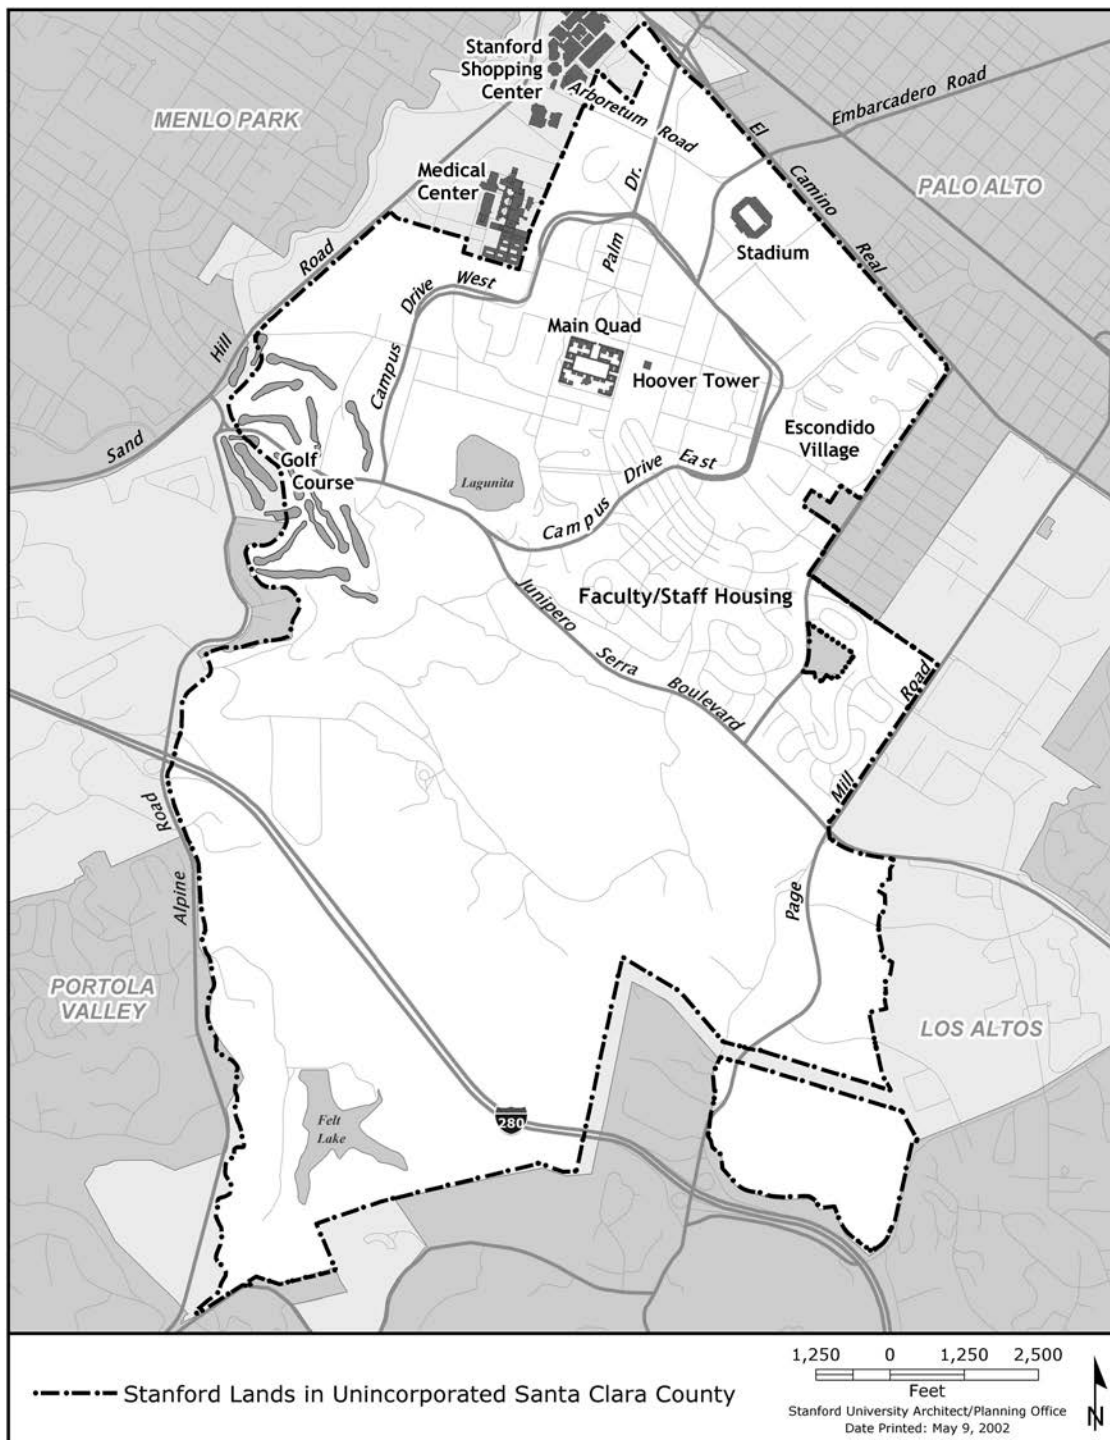 Stanford
Shopping
Center
MENLO PARK
Arboretum Road
El Camino Real
Embarcadero Road
PALO ALTO
Medical
Center
Palm Dr.
Stadium
Sand Hill Road
Campus Drive West
Main Quad
Hoover Tower
Escondido
Village
Golf
Course
Lagunita
Campus Drive East
Junipero Serra Boulevard
Faculty/Staff Housing
Page Mill Road
Alpine Road
PORTOLA
VALLEY
LOS ALTOS
Felt
Lake
280
Stanford Lands in Unincorporated Santa Clara County
1,250 0 1,250 2,500
Feet
Stanford University Architect/Planning Office
Date Printed: May 9, 2002
N